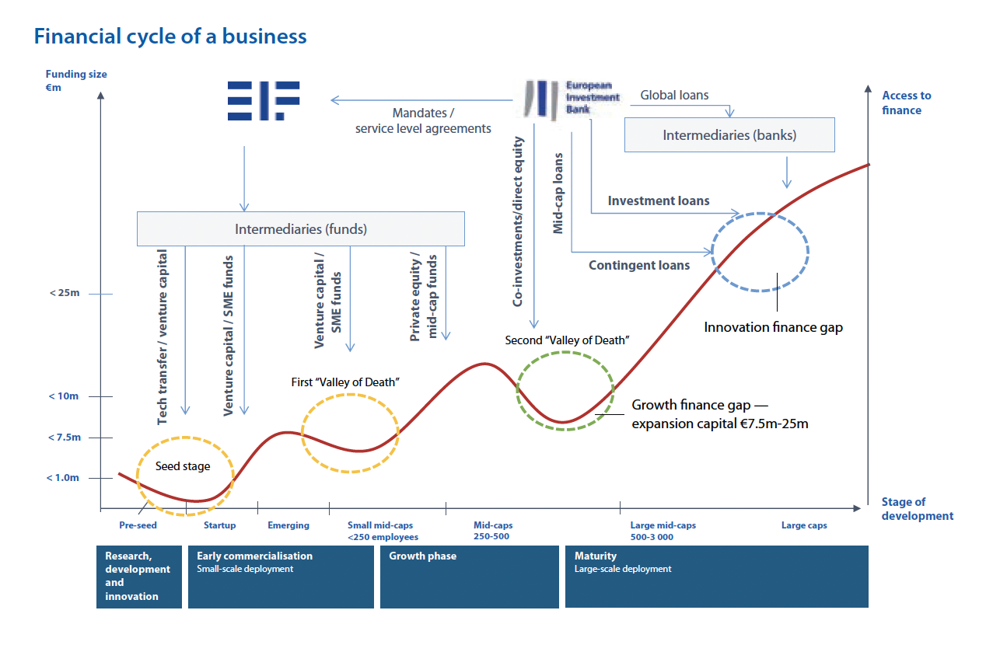 Financial cycle of a business
Funding size
€m
EIF
European
Investment
Bank
Global loans
Access to
finance
Mandates /
service level agreements
Intermediaries (banks)
Co-investments/direct equity
Mid-cap loans
Investment loans
Contingent loans
Intermediaries (funds)
Tech transfer / venture capital
Venture capital / SME funds
Venture capital /
SME funds
Private equity /
mid-cap funds
< 25m
Innovation finance gap
Second “Valley of Death”
First “Valley of Death”
< 10m
Growth finance gap —
expansion capital €7.5m-25m
< 7.5m
Seed stage
< 1.0m
Stage of
development
Pre-seed
Startup
Emerging
Small mid-caps
<250 employees
Mid-caps
250-500
Large mid-caps
500-3 000
Large caps
Research,
development
and
innovation
Early commercialisation
Small-scale deployment
Growth phase
Maturity
Large-scale deployment